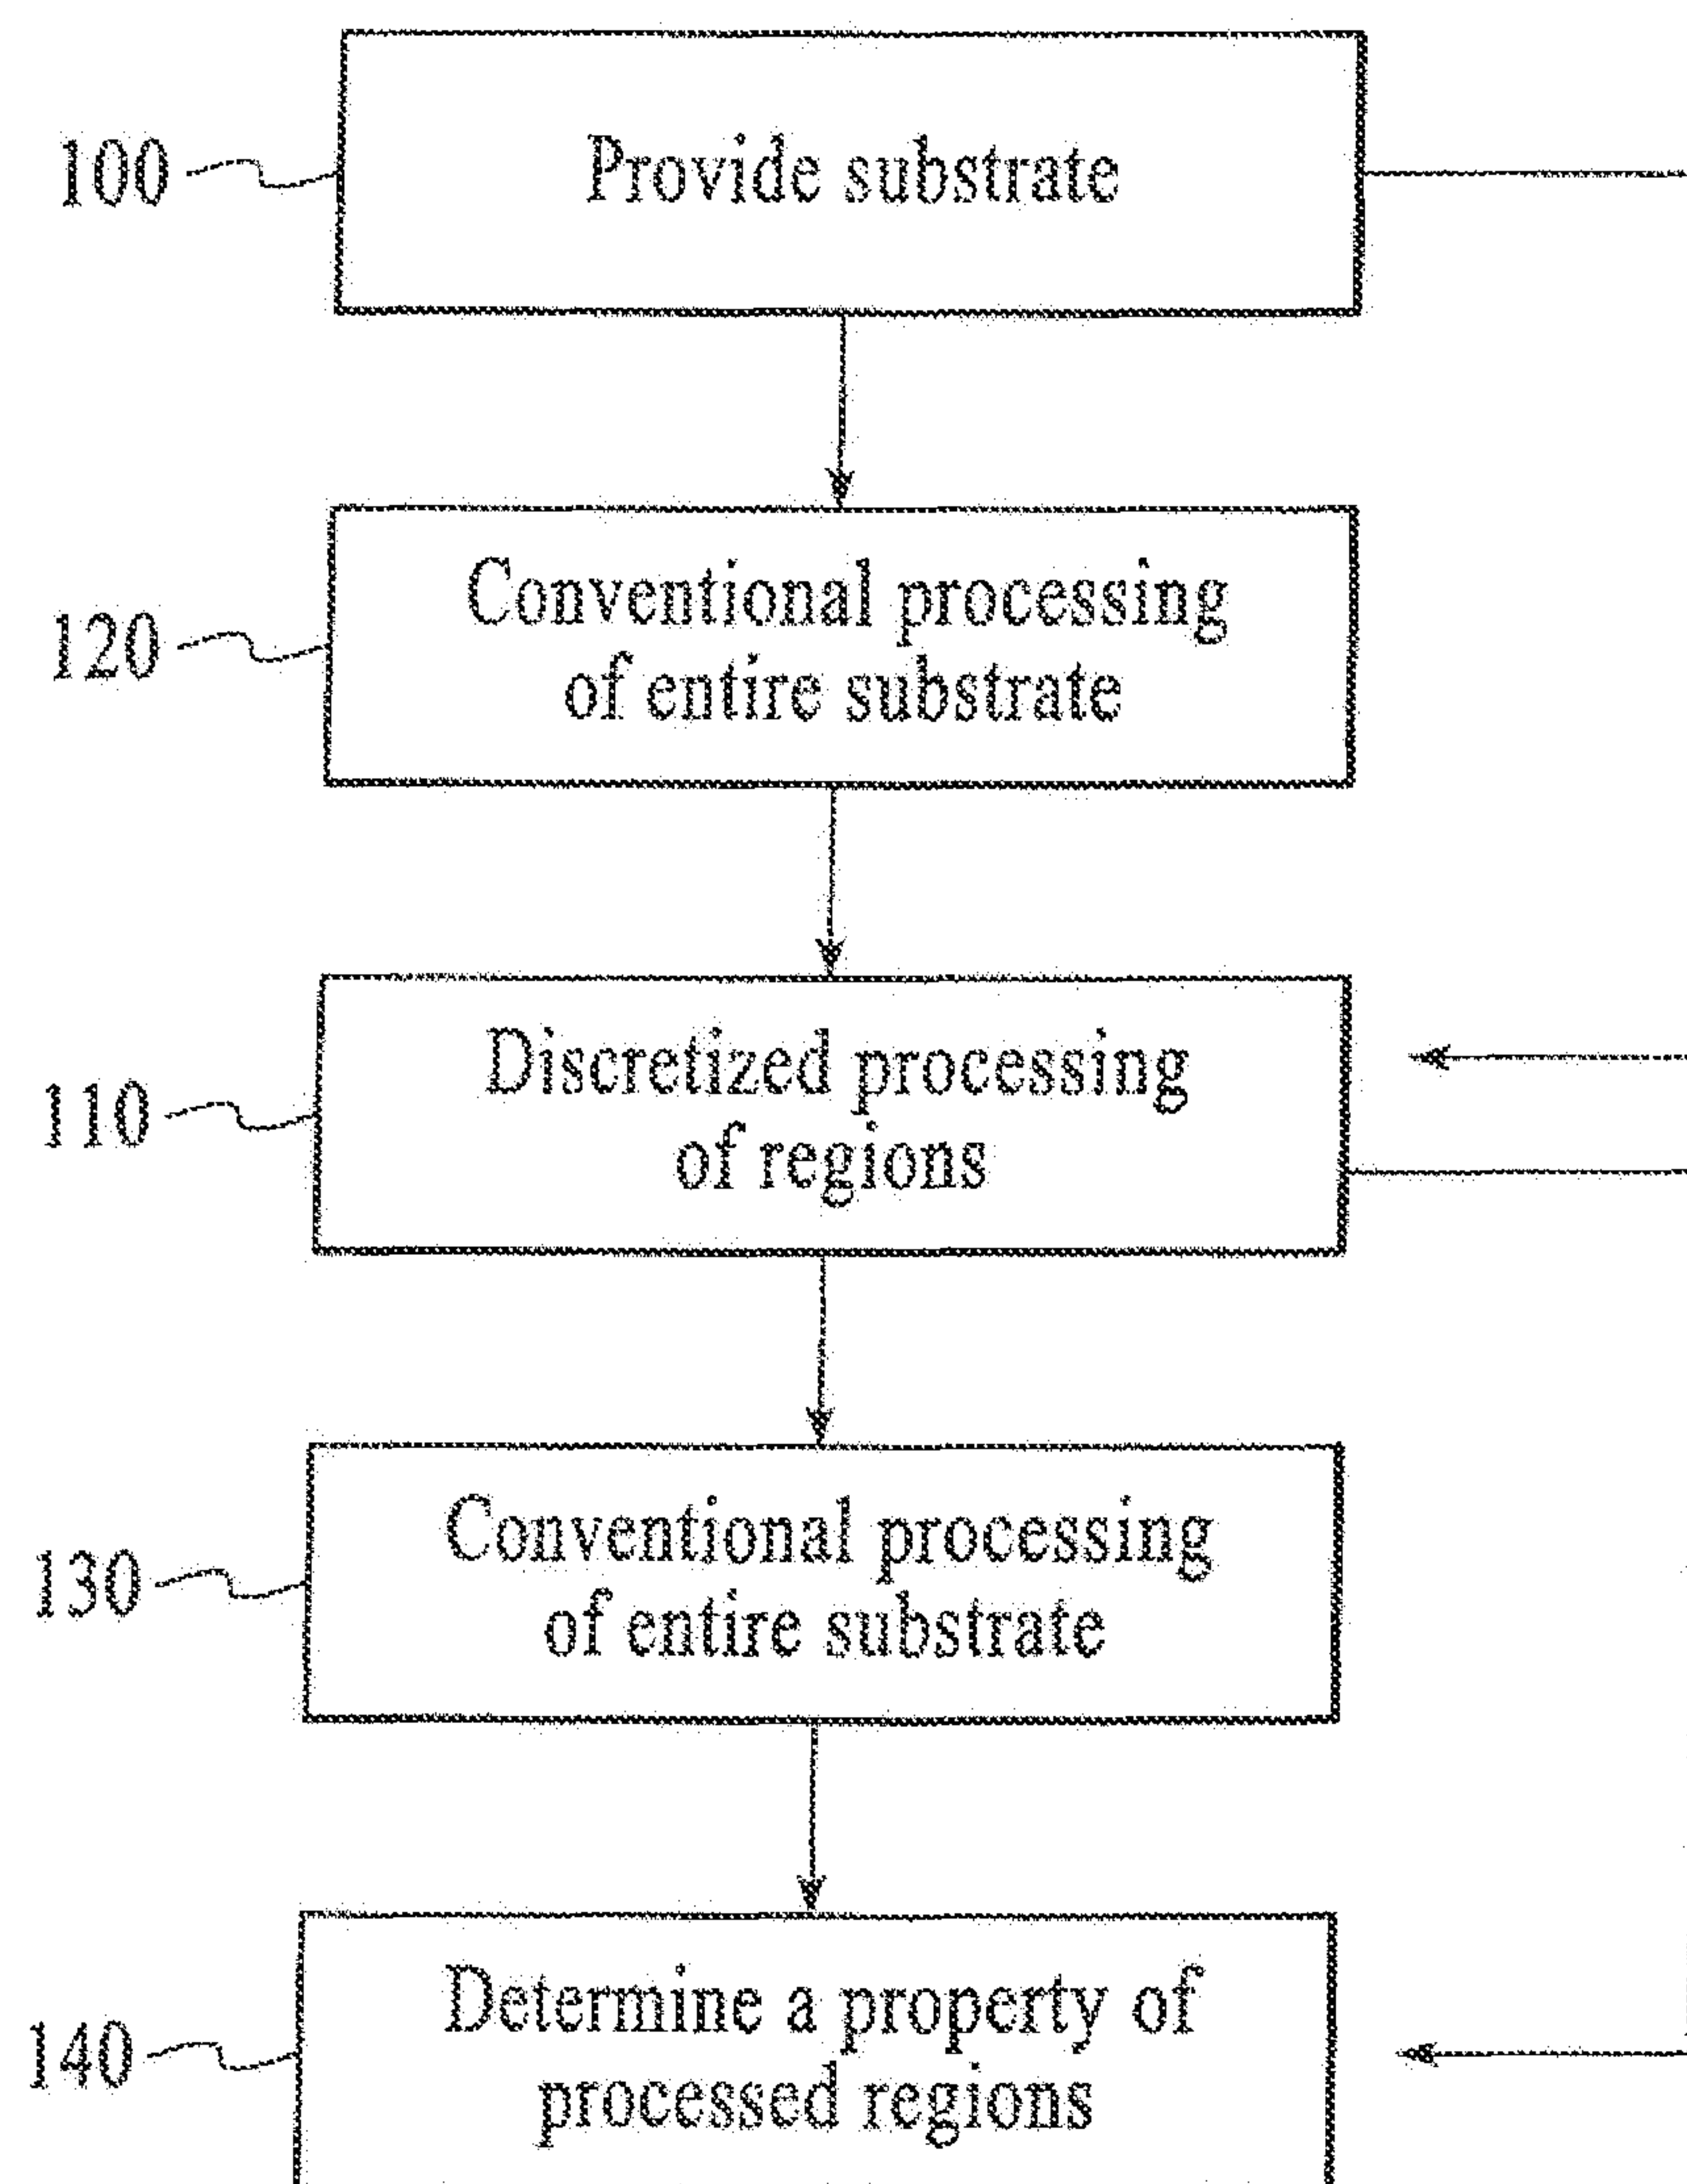 100
Provide substrate
120
Conventional processing
of entire substrate
110
Discretized processing
of regions
130
Conventional processing
of entire substrate
140
Determine a property of
processed regions